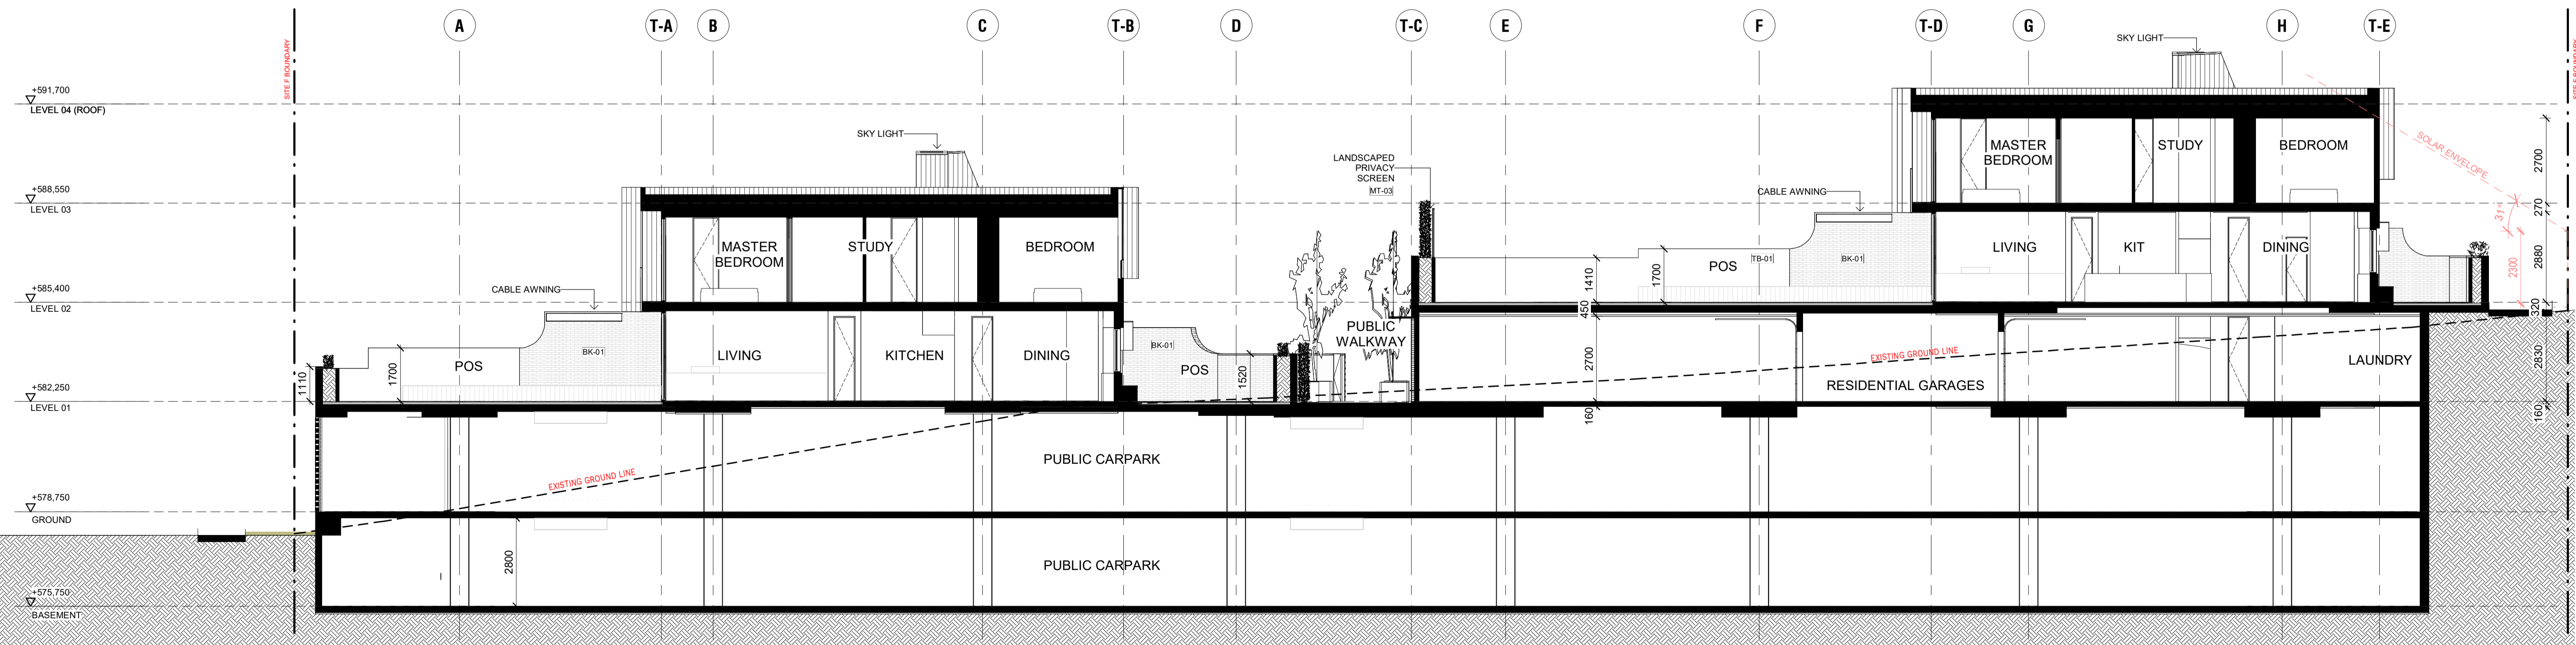 A
T-A
B
C
T-B
D
T-C
E
F
T-D
G
H
T-E
SITE F BOUNDARY
SITE F BOUNDARY
+591,700
LEVEL 04 (ROOF)
+588,550
LEVEL 03
+585,400
LEVEL 02
+582,250
LEVEL 01
+578,750
GROUND
+575,750
BASEMENT
SKY LIGHT
SKY LIGHT
MASTER
BEDROOM
STUDY
BEDROOM
SOLAR ENVELOPE
31°
2300
2700
270
2880
320
2830
160
LANDSCAPED
PRIVACY
SCREEN
MT-03
CABLE AWNING
MASTER
BEDROOM
STUDY
BEDROOM
POS
TB-01
BK-01
LIVING
KIT
DINING
1410
1700
450
2700
160
CABLE AWNING
BK-01
POS
1110
1700
LIVING
KITCHEN
DINING
BK-01
POS
1520
PUBLIC
WALKWAY
EXISTING GROUND LINE
RESIDENTIAL GARAGES
LAUNDRY
EXISTING GROUND LINE
PUBLIC CARPARK
2800
PUBLIC CARPARK